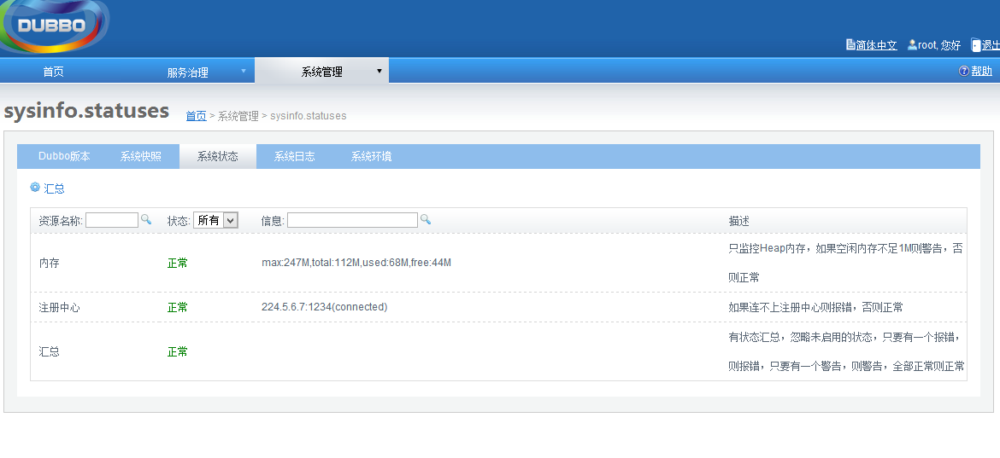 DUBBO
简体中文 root, 您好 退出
首页 服务治理 系统管理 帮助
sysinfo.statuses 首页 > 系统管理 > sysinfo.statuses
Dubbo版本 系统快照 系统状态 系统日志 系统环境
汇总
资源名称: 状态: 所有 信息: 描述
内存 正常 max:247M,total:112M,used:68M,free:44M 只监控Heap内存，如果空闲内存不足1M则警告，否
则正常
注册中心 正常 224.5.6.7:1234(connected) 如果连不上注册中心则报错，否则正常
汇总 正常 有状态汇总，忽略未启用的状态，只要有一个报错，
则报错，只要有一个警告，则警告，全部正常则正常